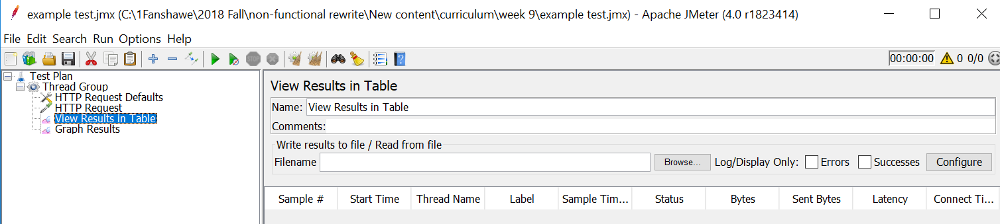 example test.jmx (C:\1Fanshawe\2018 Fall\non-functional rewrite\New content\curriculum\week 9\example test.jmx) - Apache JMeter (4.0 r1823414)
File Edit Search Run Options Help
STOP 00:00:00 0 0/0
Test Plan
Thread Group
HTTP Request Defaults
HTTP Request
View Results in Table
Graph Results
View Results in Table
Name: View Results in Table
Comments:
Write results to file / Read from file
Filename Browse... Log/Display Only: Errors Successes Configure
Sample # Start Time Thread Name Label Sample Tim... Status Bytes Sent Bytes Latency Connect Ti...